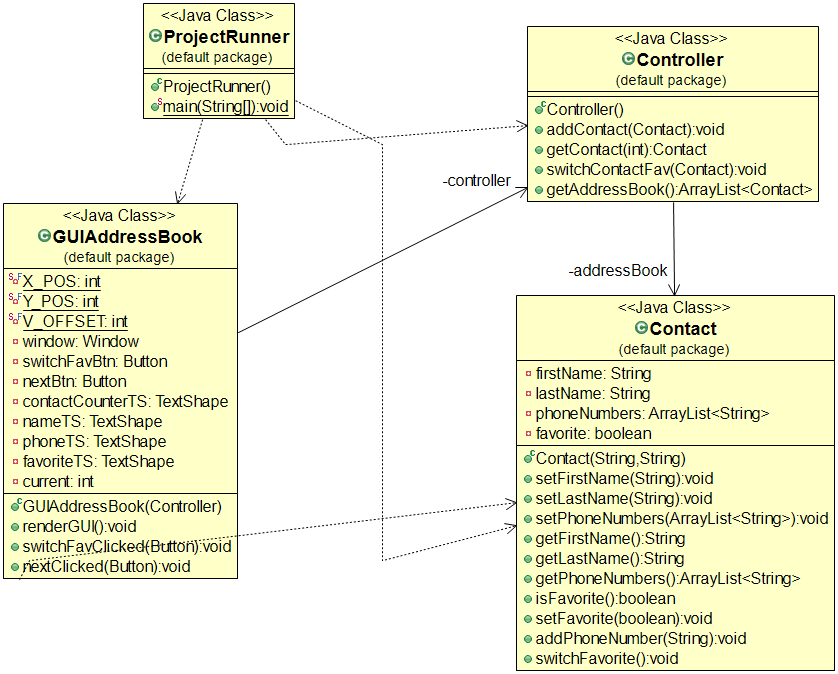 <<Java Class>>
ProjectRunner
(default package)
ProjectRunner()
main(String[]):void
<<Java Class>>
Controller
(default package)
Controller()
addContact(Contact):void
getContact(int):Contact
switchContactFav(Contact):void
getAddressBook():ArrayList<Contact>
-controller
-addressBook
<<Java Class>>
GUIAddressBook
(default package)
X_POS: int
Y_POS: int
V_OFFSET: int
window: Window
switchFavBtn: Button
nextBtn: Button
contactCounterTS: TextShape
nameTS: TextShape
phoneTS: TextShape
favoriteTS: TextShape
current: int
GUIAddressBook(Controller)
renderGUI():void
switchFavClicked(Button):void
nextClicked(Button):void
<<Java Class>>
Contact
(default package)
firstName: String
lastName: String
phoneNumbers: ArrayList<String>
favorite: boolean
Contact(String,String)
setFirstName(String):void
setLastName(String):void
setPhoneNumbers(ArrayList<String>):void
getFirstName():String
getLastName():String
getPhoneNumbers():ArrayList<String>
isFavorite():boolean
setFavorite(boolean):void
addPhoneNumber(String):void
switchFavorite():void